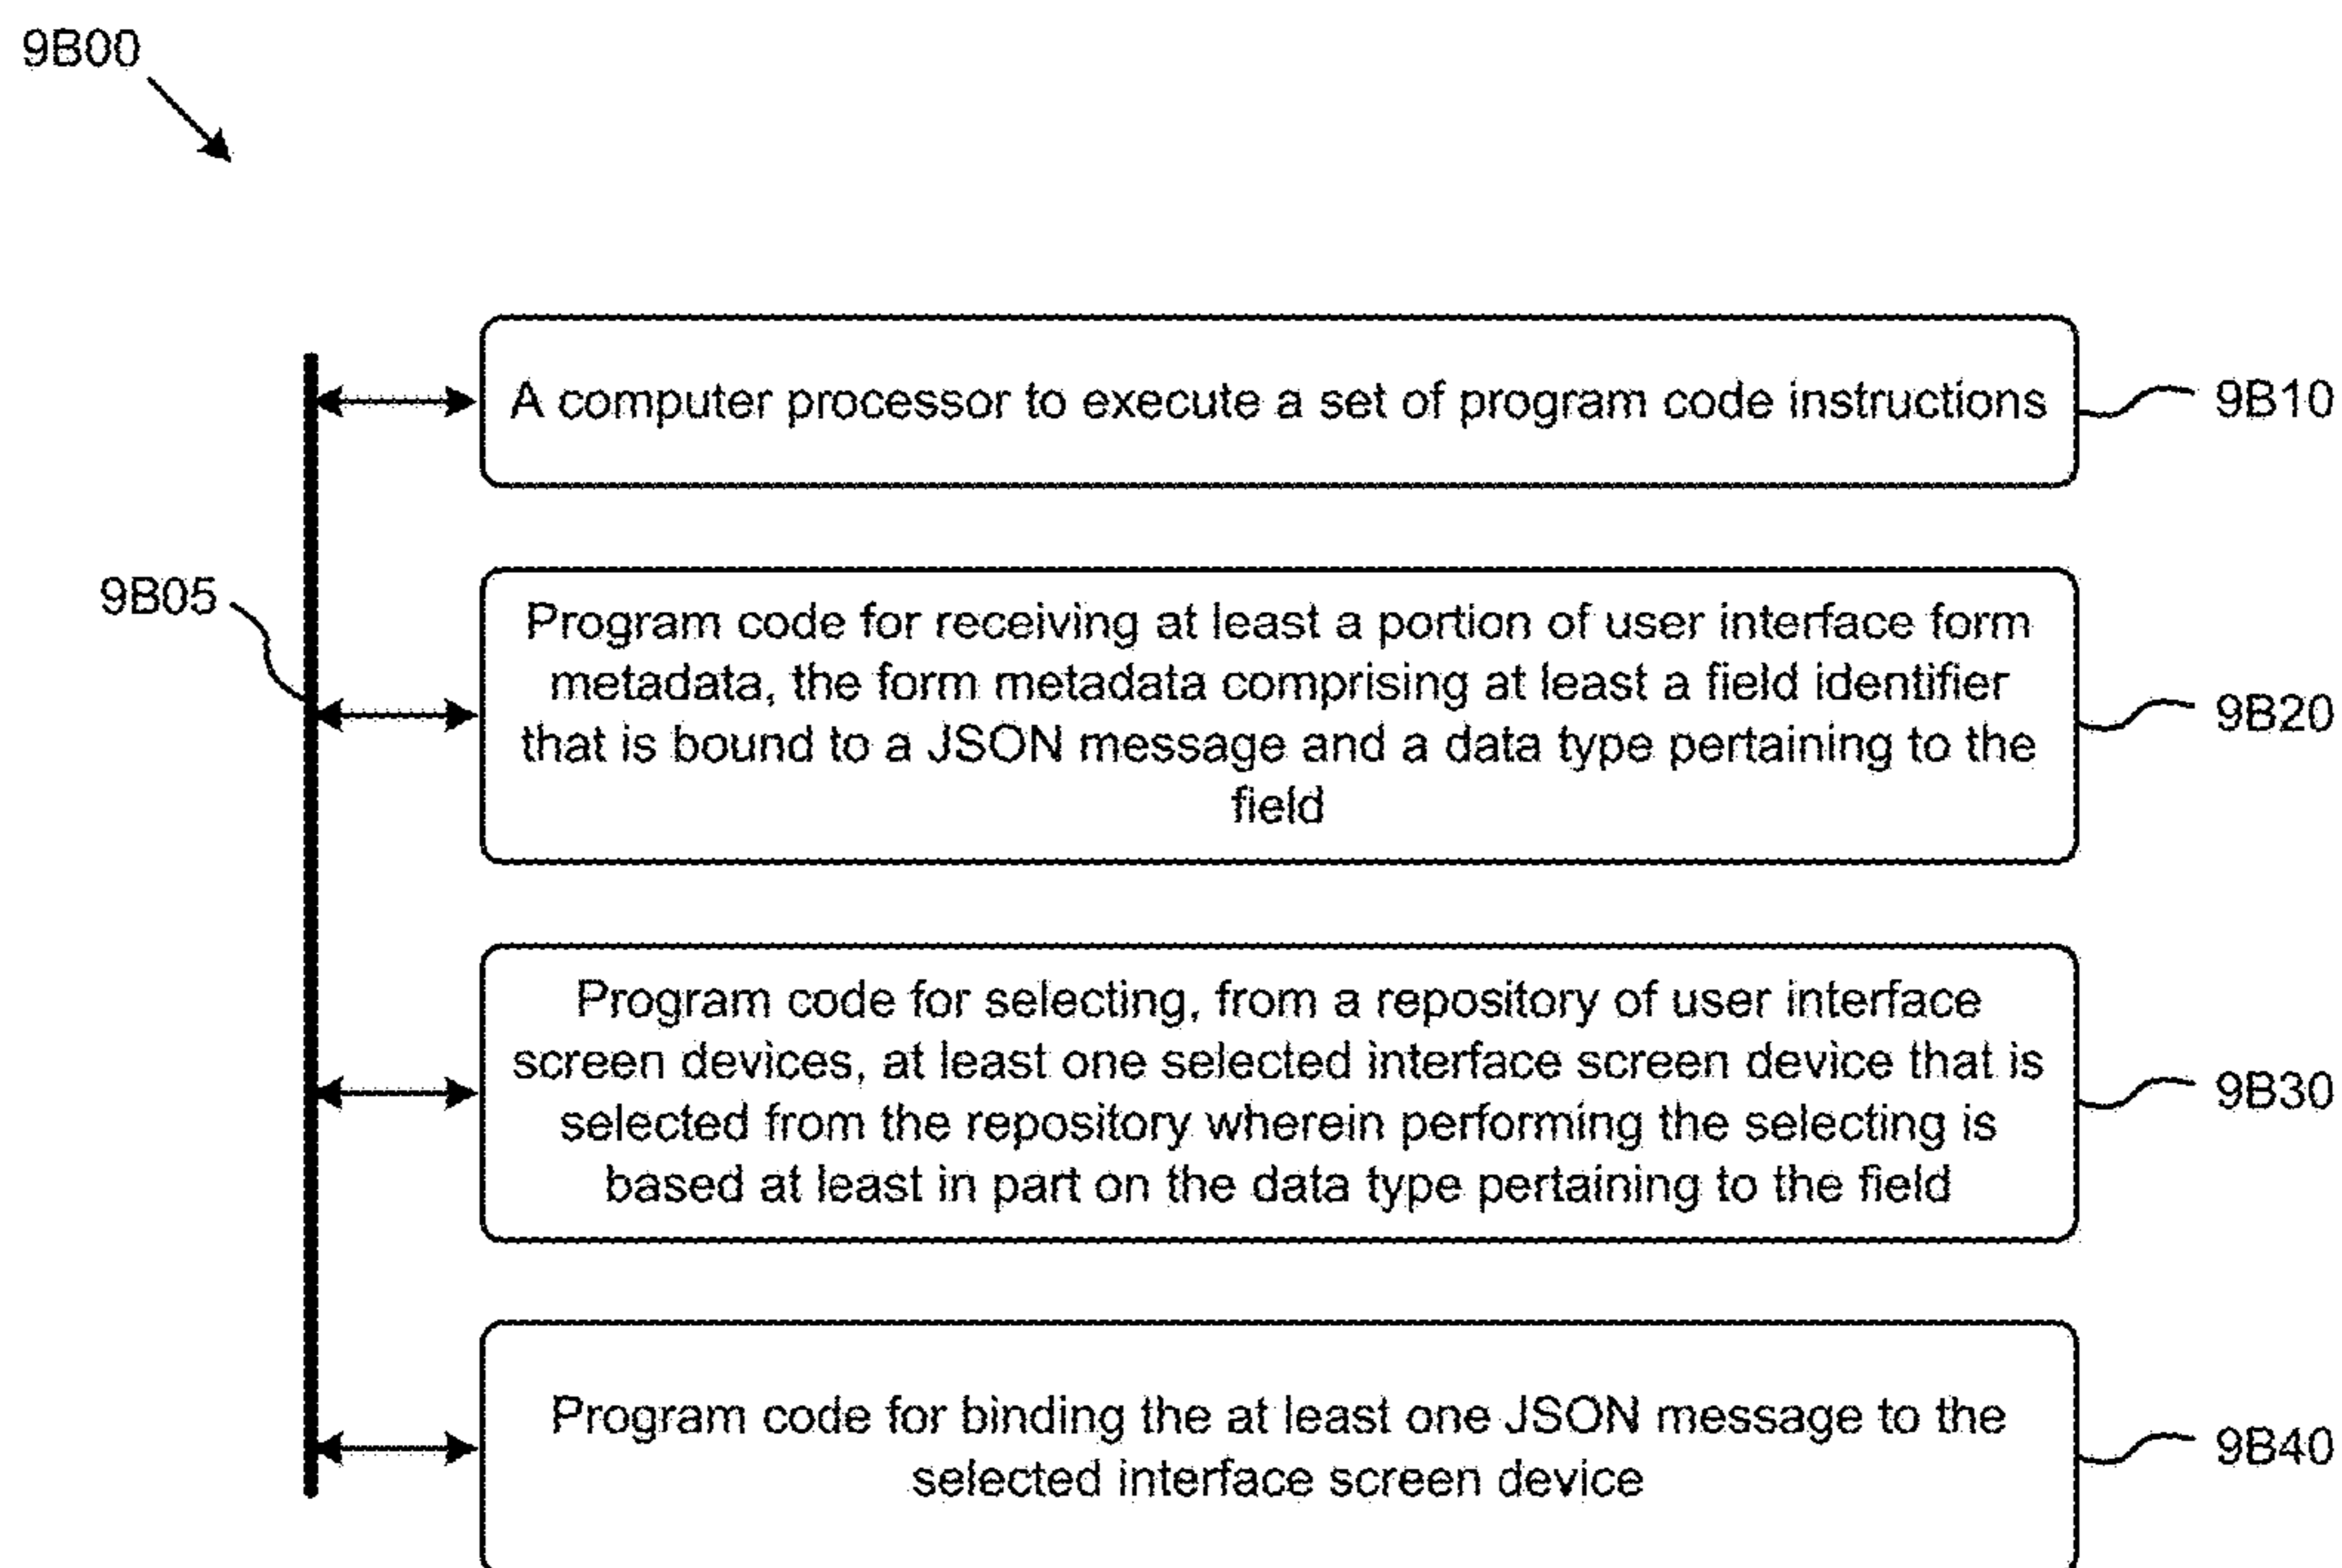 9B00
A computer processor to execute a set of program code instructions
9B10
9B05
Program code for receiving at least a portion of user interface form
metadata, the form metadata comprising at least a field identifier
that is bound to a JSON message and a data type pertaining to the
field
9B20
Program code for selecting, from a repository of user interface
screen devices, at least one selected interface screen device that is
selected from the repository wherein performing the selecting is
based at least in part on the data type pertaining to the field
9B30
Program code for binding the at least one JSON message to the
selected interface screen device
9B40